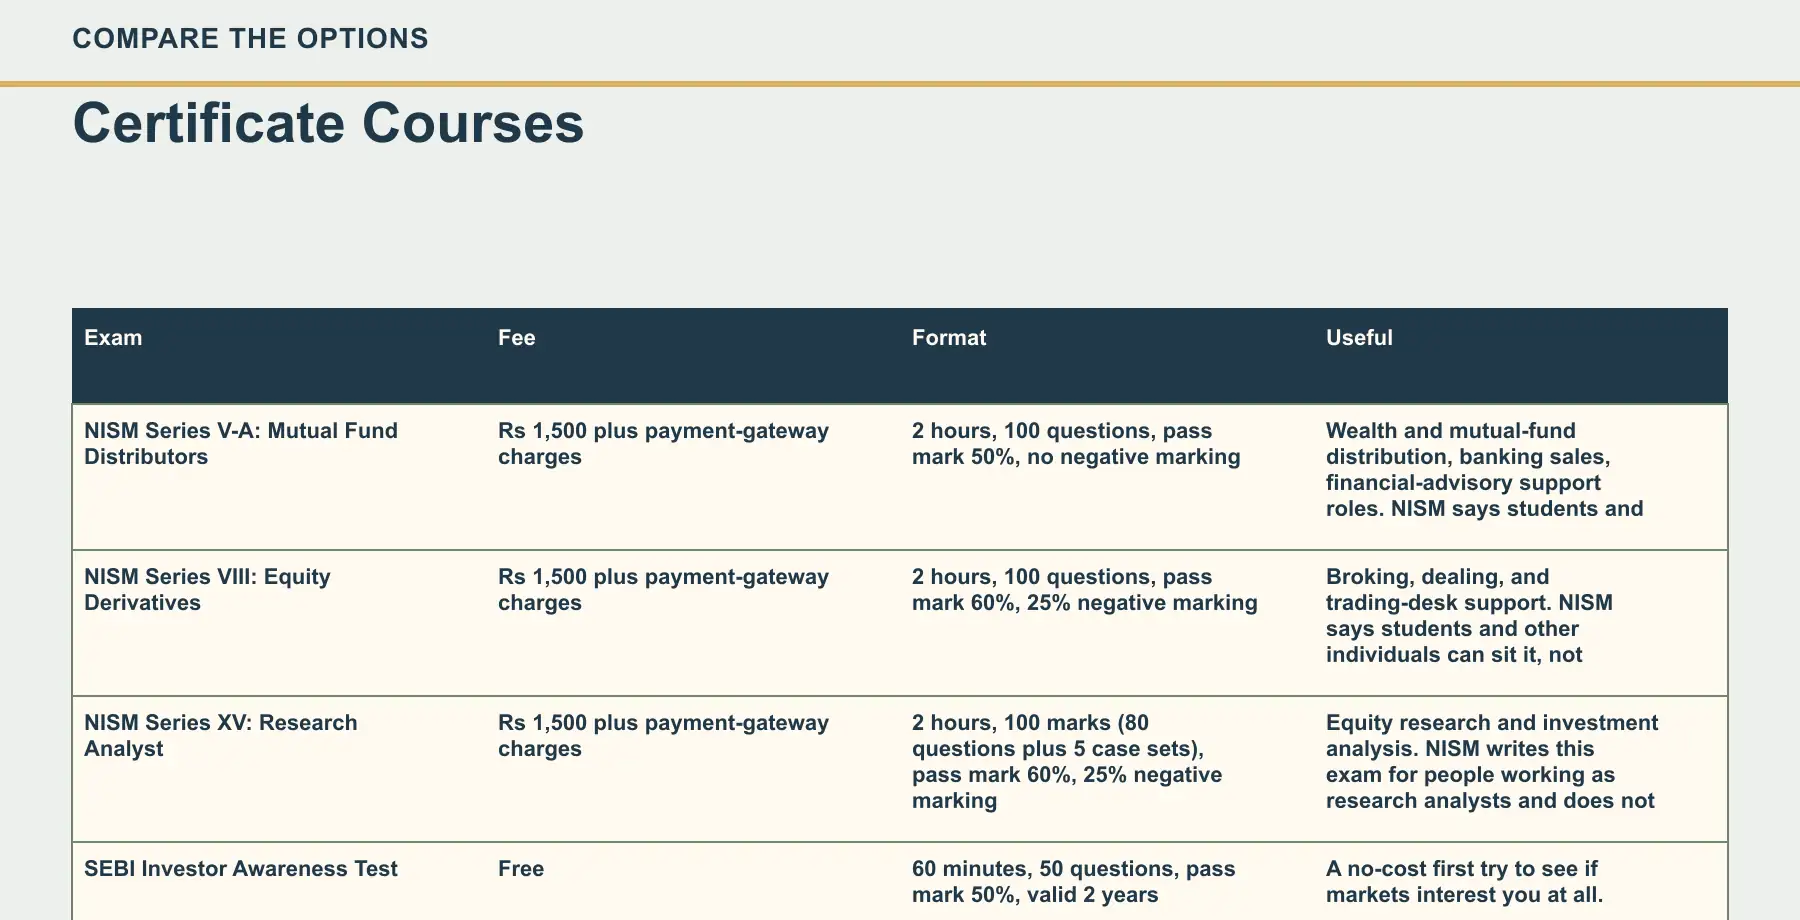 COMPARE THE OPTIONS
Certificate Courses
Exam
Fee
Format
Useful
NISM Series V-A: Mutual Fund
Distributors
Rs 1,500 plus payment-gateway
charges
2 hours, 100 questions, pass
mark 50%, no negative marking
Wealth and mutual-fund
distribution, banking sales,
financial-advisory support
roles. NISM says students and
NISM Series VIII: Equity
Derivatives
Rs 1,500 plus payment-gateway
charges
2 hours, 100 questions, pass
mark 60%, 25% negative marking
Broking, dealing, and
trading-desk support. NISM
says students and other
individuals can sit it, not
NISM Series XV: Research
Analyst
Rs 1,500 plus payment-gateway
charges
2 hours, 100 marks (80
questions plus 5 case sets),
pass mark 60%, 25% negative
marking
Equity research and investment
analysis. NISM writes this
exam for people working as
research analysts and does not
SEBI Investor Awareness Test
Free
60 minutes, 50 questions, pass
mark 50%, valid 2 years
A no-cost first try to see if
markets interest you at all.